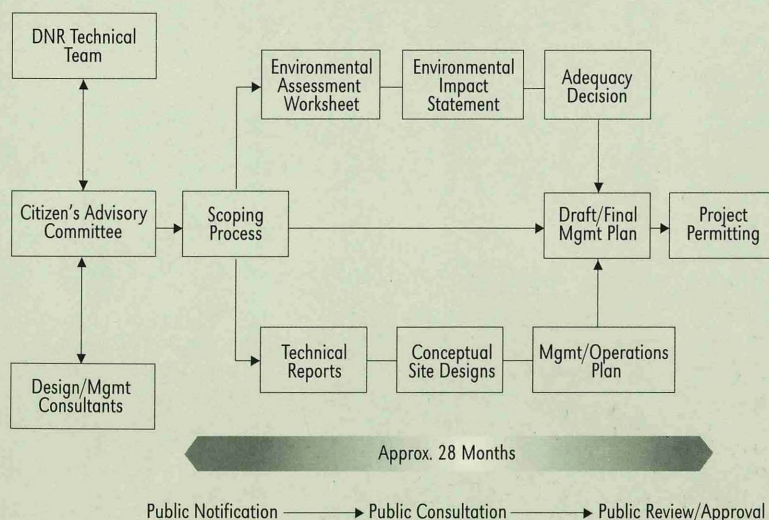 DNR Technical
Team
Environmental
Assessment
Worksheet
Environmental
Impact
Statement
Adequacy
Decision
Citizen's Advisory
Committee
Scoping
Process
Draft/Final
Mgmt Plan
Project
Permitting
Design/Mgmt
Consultants
Technical
Reports
Conceptual
Site Designs
Mgmt/Operations
Plan
Approx. 28 Months
Public Notification
Public Consultation
Public Review/Approval